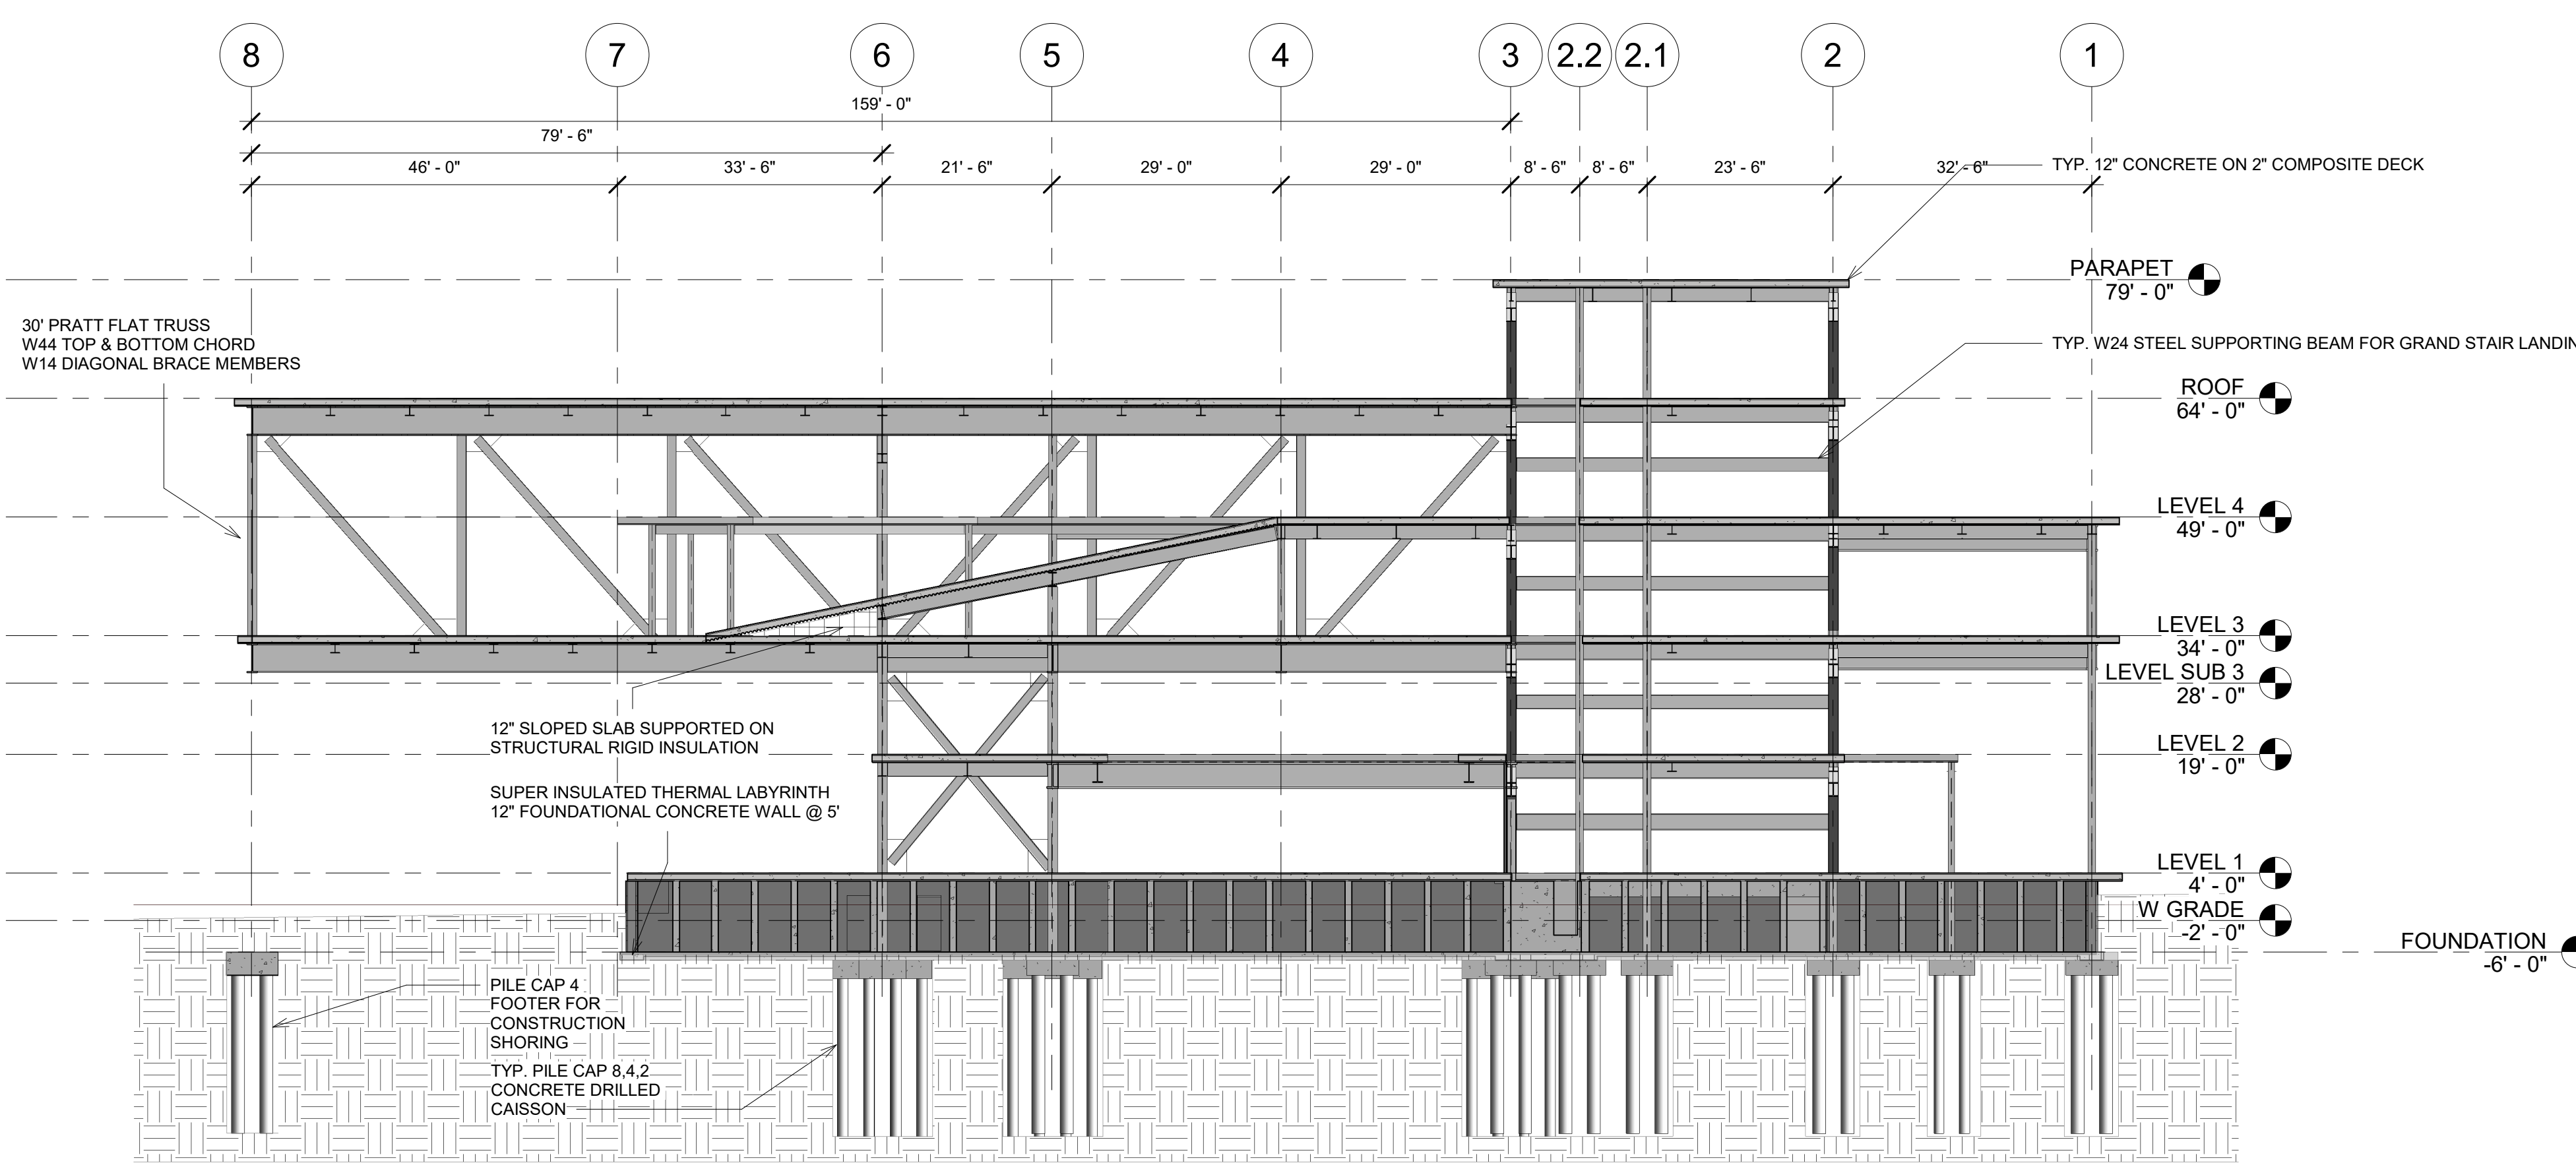 8
7
6
5
4
3
2.2
2.1
2
1
159' - 0"
79' - 6"
46' - 0"
33' - 6"
21' - 6"
29' - 0"
29' - 0"
8' - 6"
8' - 6"
23' - 6"
32' - 6"
TYP. 12" CONCRETE ON 2" COMPOSITE DECK
PARAPET
79' - 0"
30' PRATT FLAT TRUSS
W44 TOP & BOTTOM CHORD
W14 DIAGONAL BRACE MEMBERS
TYP. W24 STEEL SUPPORTING BEAM FOR GRAND STAIR LANDIN
ROOF
64' - 0"
LEVEL 4
49' - 0"
LEVEL 3
34' - 0"
LEVEL SUB 3
28' - 0"
12" SLOPED SLAB SUPPORTED ON
STRUCTURAL RIGID INSULATION
LEVEL 2
19' - 0"
SUPER INSULATED THERMAL LABYRINTH
12" FOUNDATIONAL CONCRETE WALL @ 5'
LEVEL 1
4' - 0"
W GRADE
-2' - 0"
FOUNDATION
-6' - 0"
PILE CAP 4
FOOTER FOR
CONSTRUCTION
SHORING
TYP. PILE CAP 8,4,2
CONCRETE DRILLED
CAISSON